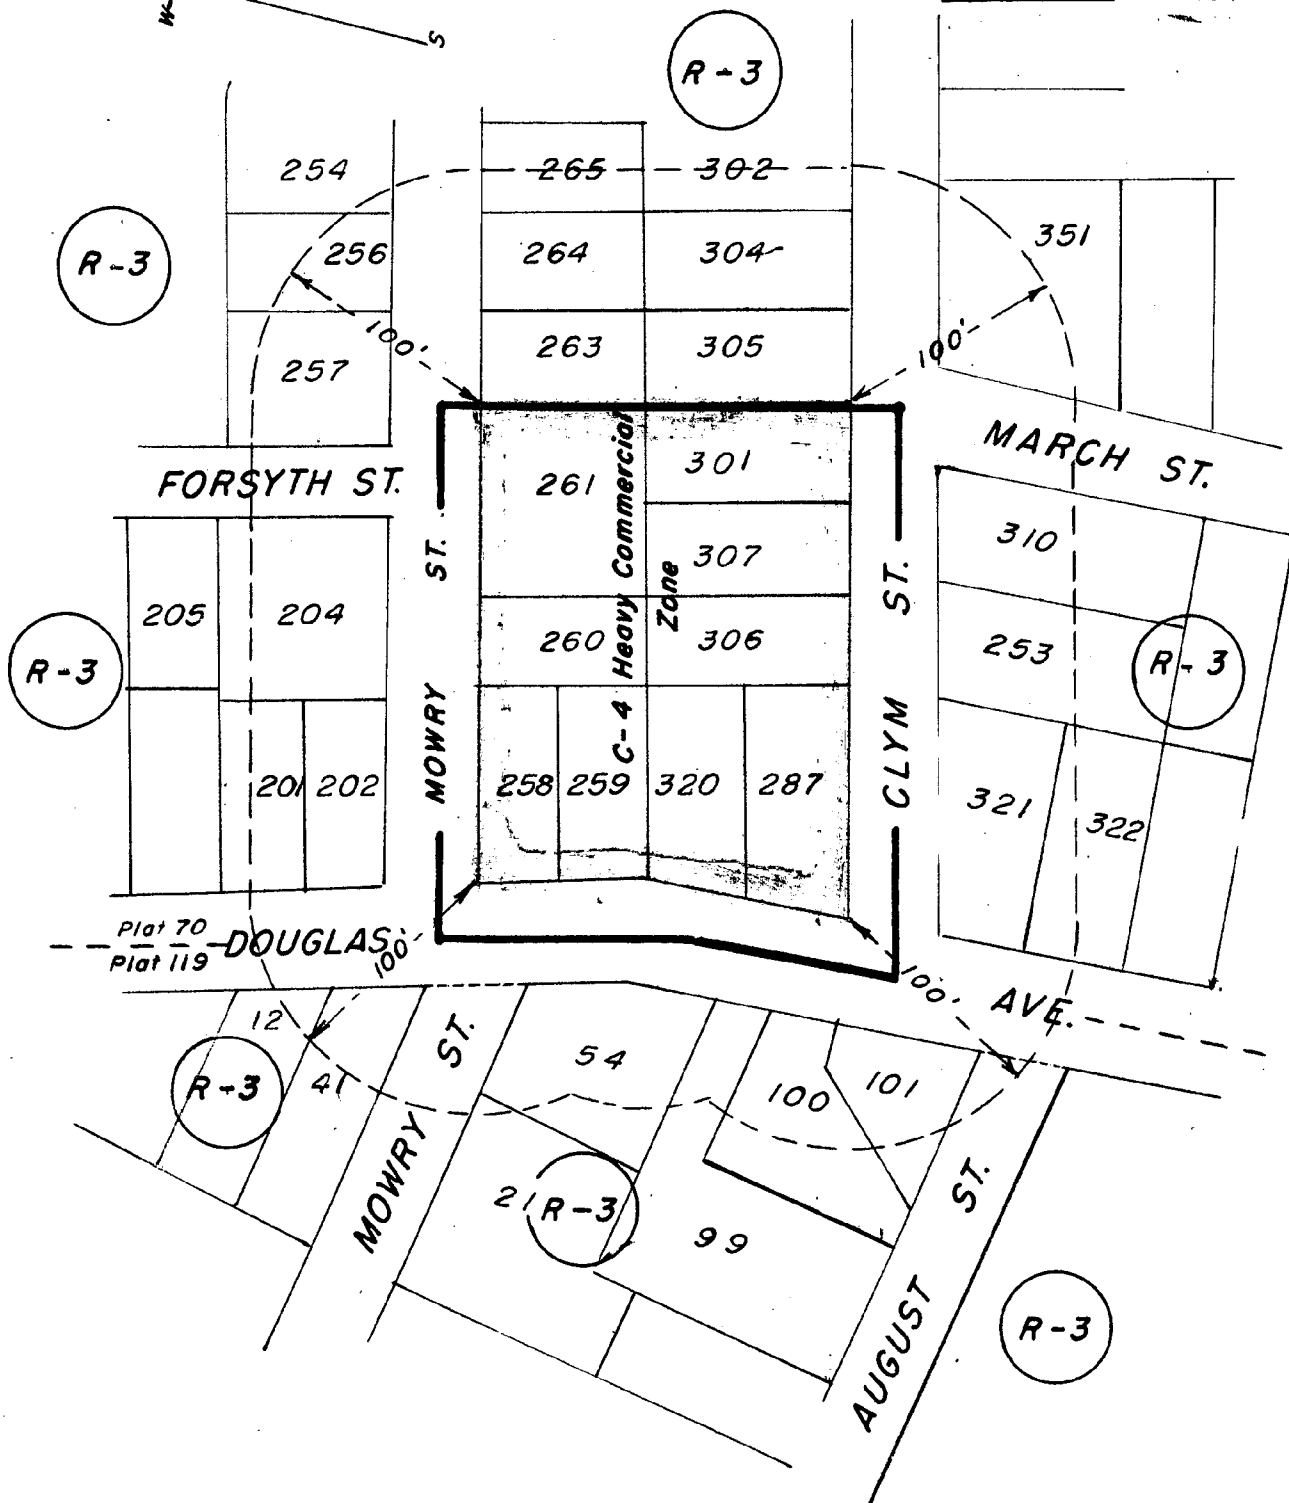 W
S
R-3
254
265
302
256
264
304
351
R-3
100'
100'
257
263
305
FORSYTH ST.
MARCH ST.
261
301
310
307
205
204
260
306
253
C-4 Heavy Commercial
Zone
MOWRY ST.
CLYM ST.
R-3
R-3
201
202
258
259
320
287
321
322
Plat 70
Plat 119
DOUGLAS AVE.
100'
100'
12
41
R-3
MOWRY ST.
54
100
101
21
R-3
99
AUGUST ST.
R-3